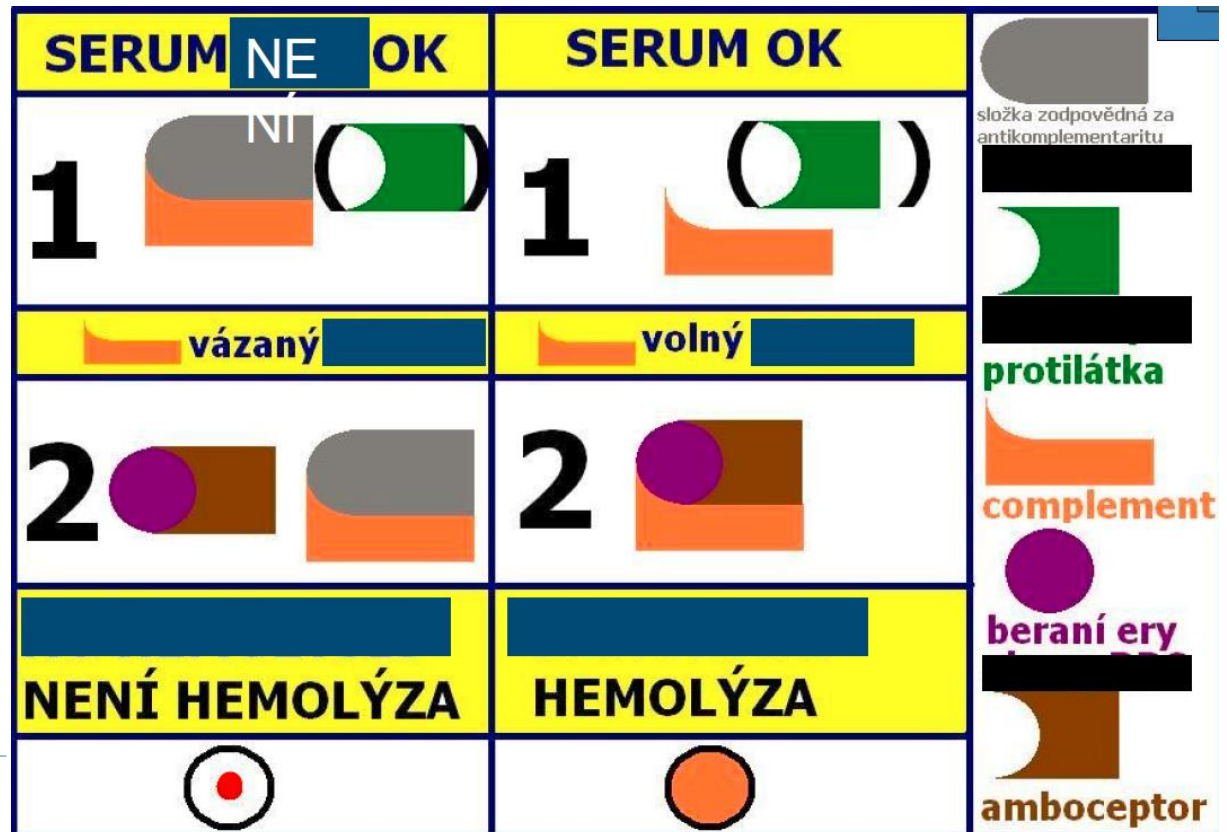 SERUM NE OK
NÍ
SERUM OK
1
1
vázaný
volný
2
2
NENÍ HEMOLÝZA
HEMOLÝZA
složka zodpovědná za
antikomplementaritu
protilátka
complement
beraní ery
amboceptor